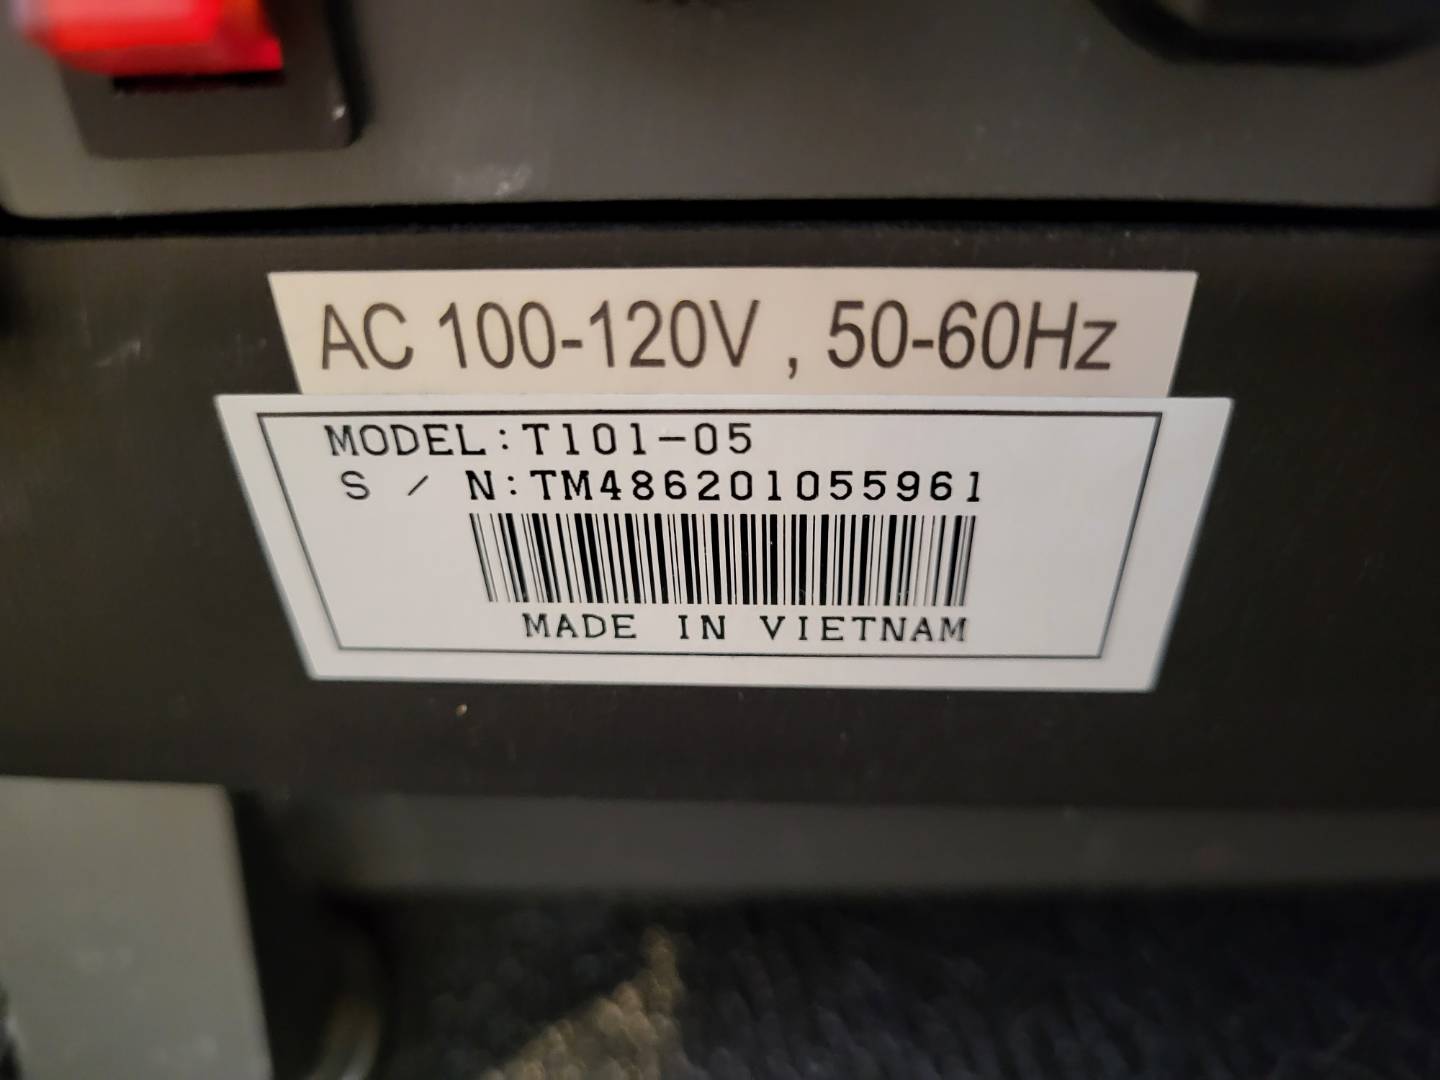 AC 100-120V , 50-60Hz
MODEL:T101-05
S / N:TM486201055961
MADE IN VIETNAM